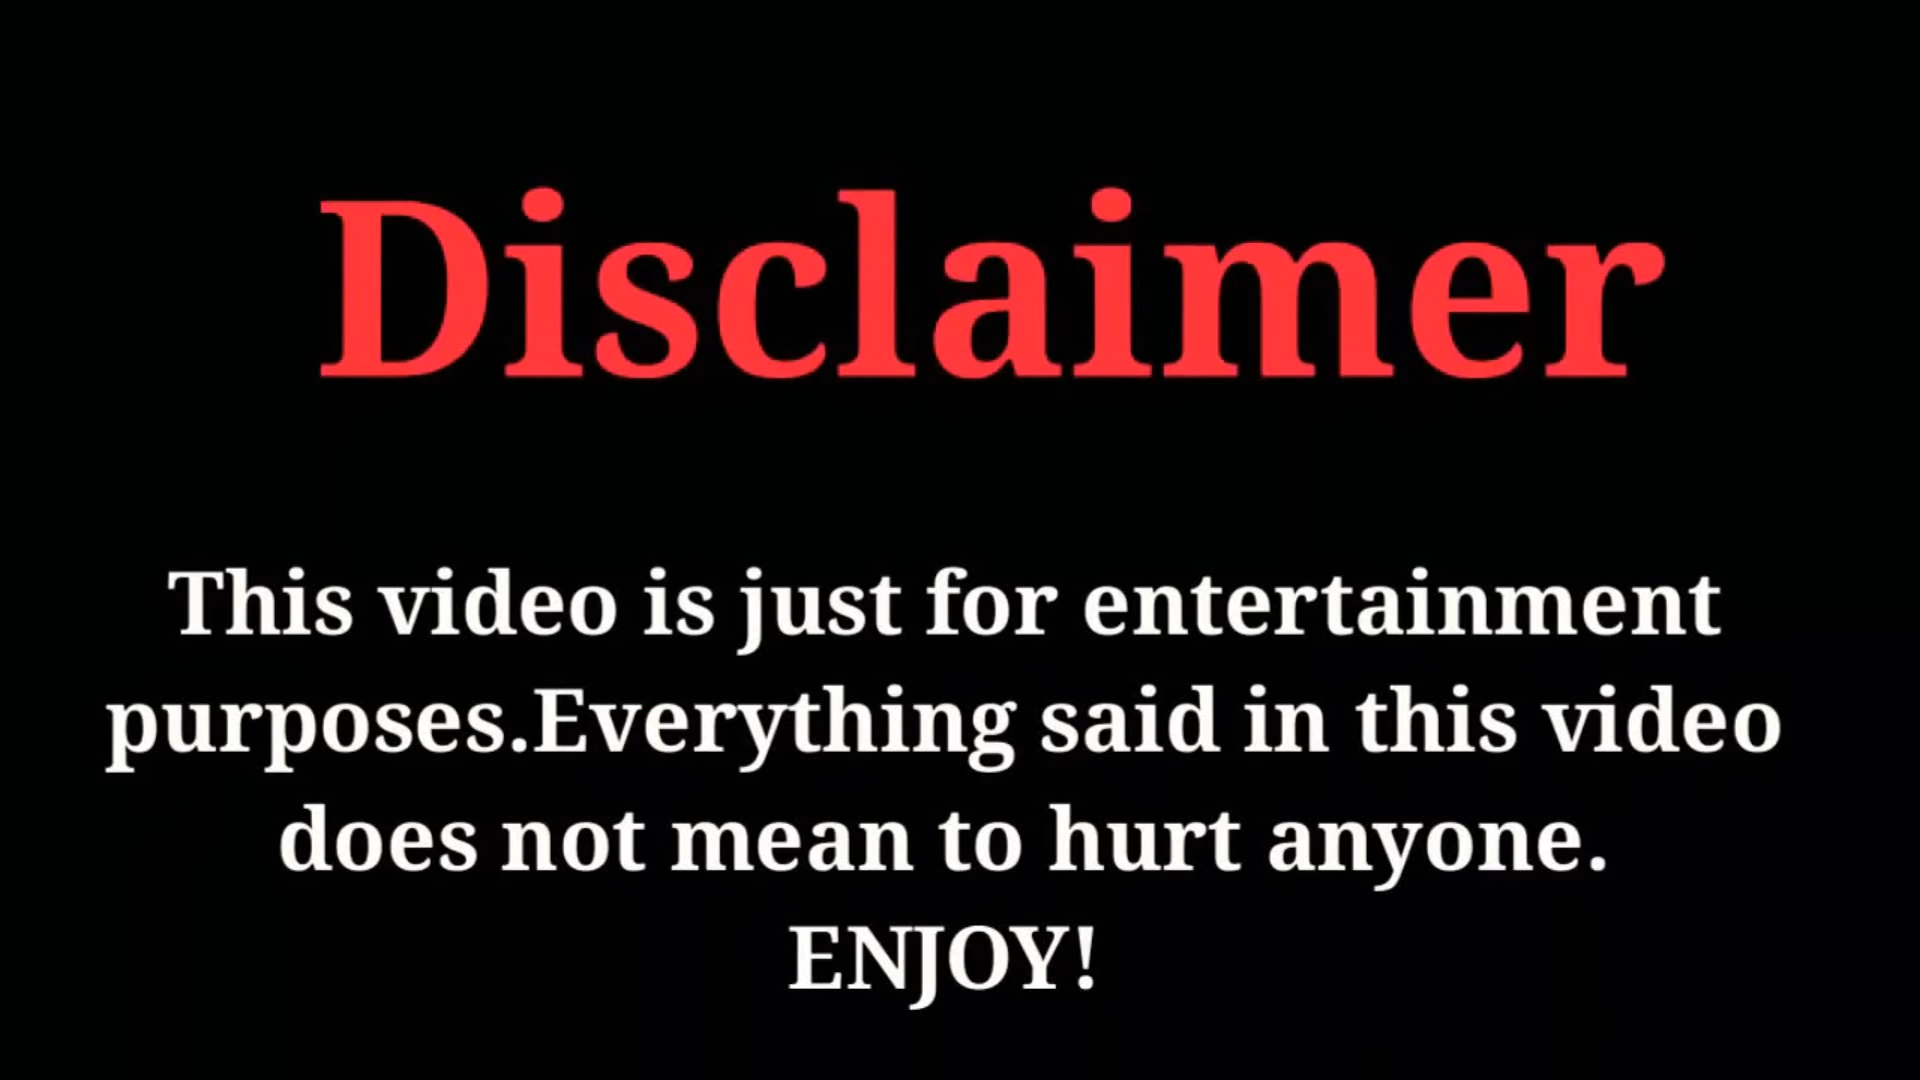 Disclaimer
This video is just for entertainment
purposes.Everything said in this video
does not mean to hurt anyone.
ENJOY!